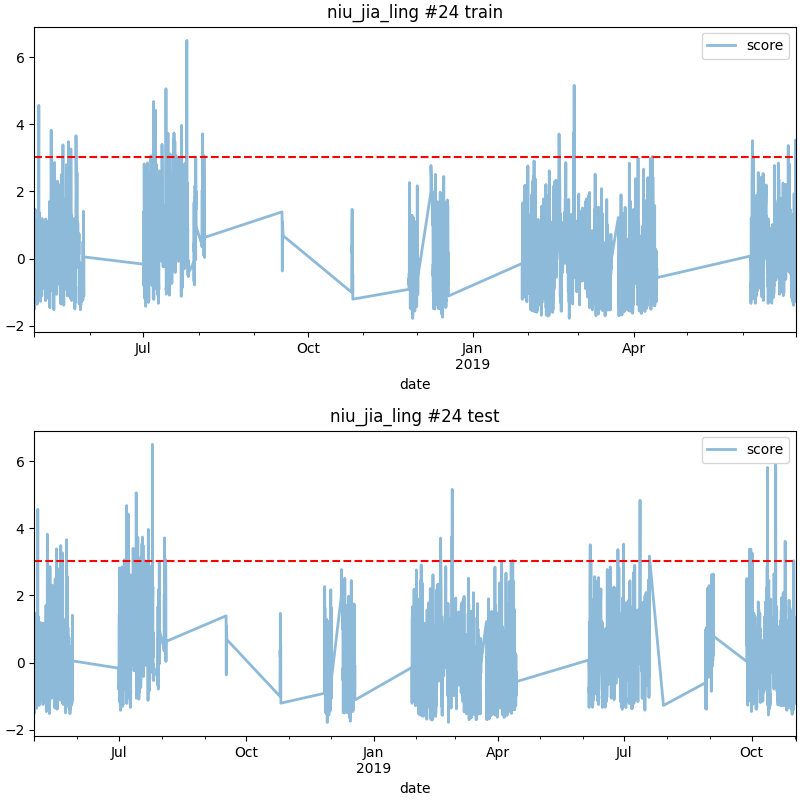 niu_jia_ling #24 train
score
6
4
2
0
−2
Jul
Oct
Jan
2019
Apr
date
niu_jia_ling #24 test
score
6
4
2
0
−2
Jul
Oct
Jan
2019
Apr
Jul
Oct
date